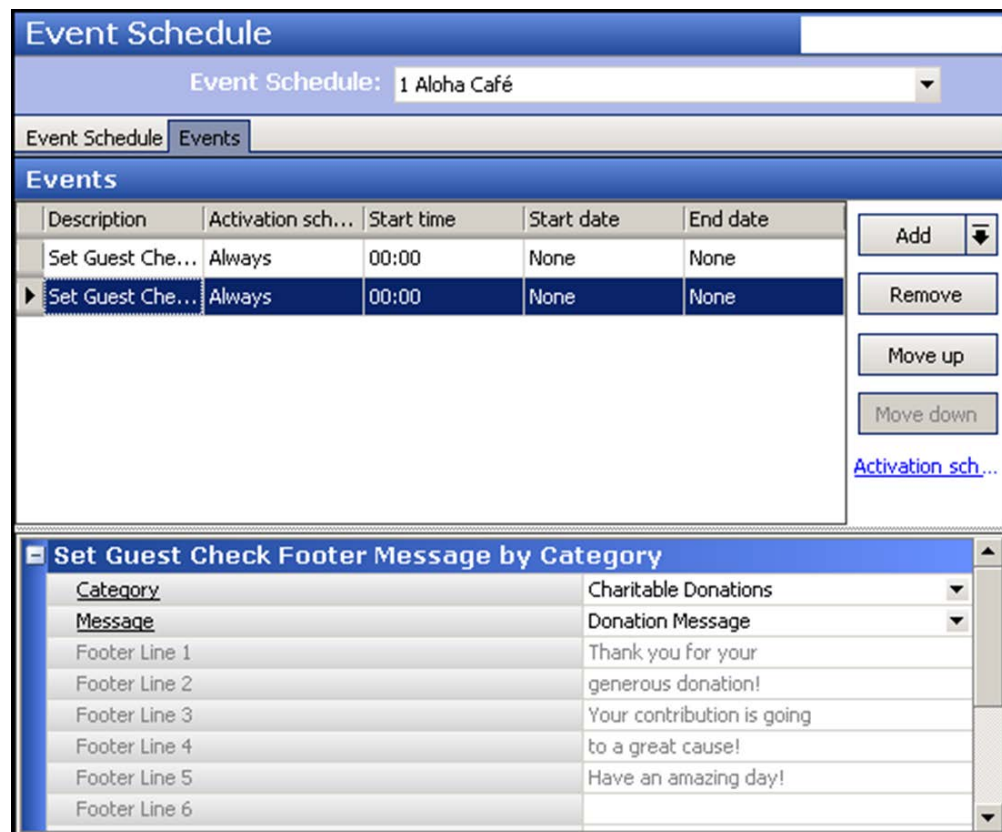 Event Schedule
Event Schedule: 1 Aloha Café
Event Schedule Events
Events
Description Activation sch... Start time Start date End date
Set Guest Che... Always 00:00 None None
Set Guest Che... Always 00:00 None None
Add
Remove
Move up
Move down
Activation sch...
Set Guest Check Footer Message by Category
Category Charitable Donations
Message Donation Message
Footer Line 1 Thank you for your
Footer Line 2 generous donation!
Footer Line 3 Your contribution is going
Footer Line 4 to a great cause!
Footer Line 5 Have an amazing day!
Footer Line 6